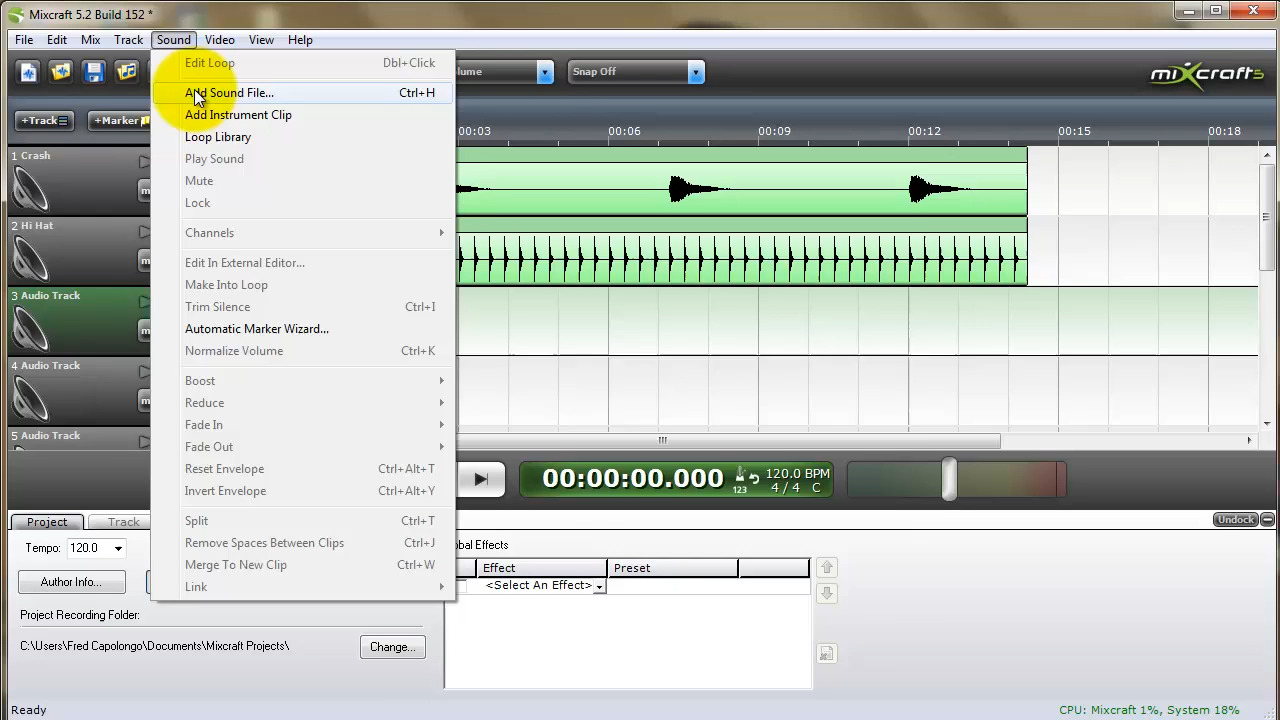 Mixcraft 5.2 Build 152 *
File Edit Mix Track Sound Video View Help
Edit Loop Dbl+Click
Add Sound File... Ctrl+H
Add Instrument Clip
Loop Library
Play Sound
Mute
Lock
Channels
Edit In External Editor...
Make Into Loop
Trim Silence Ctrl+I
Automatic Marker Wizard...
Normalize Volume Ctrl+K
Boost
Reduce
Fade In
Fade Out
Reset Envelope Ctrl+Alt+T
Invert Envelope Ctrl+Alt+Y
Split Ctrl+T
Remove Spaces Between Clips Ctrl+J
Merge To New Clip Ctrl+W
Link
lume Snap Off
mixcraft5
+Track +Marker
00:03 00:06 00:09 00:12 00:15 00:18
1 Crash
m
2 Hi Hat
m
3 Audio Track
m
4 Audio Track
m
5 Audio Track
00:00:00.000 123 120.0 BPM
4 / 4 C
Project Track Undock
Tempo: 120.0
Author Info...
Project Recording Folder:
C:\Users\Fred Capolongo\Documents\Mixcraft Projects\
Change...
bal Effects
Effect Preset
<Select An Effect>
Ready CPU: Mixcraft 1%, System 18%